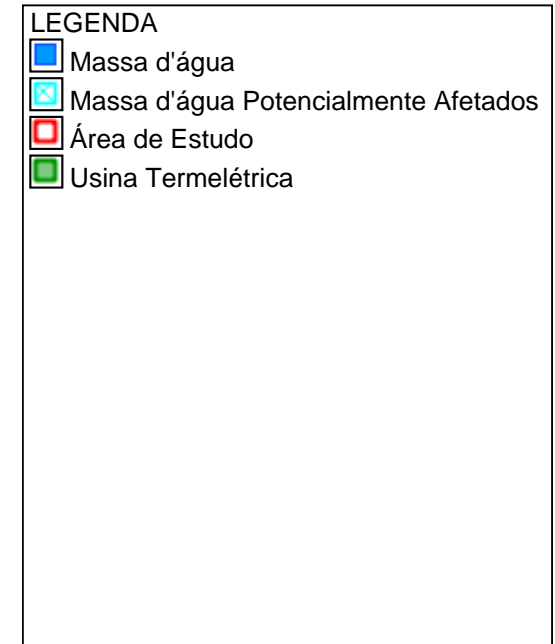 LEGENDA
Massa d'água
Massa d'água Potencialmente Afetados
Área de Estudo
Usina Termelétrica